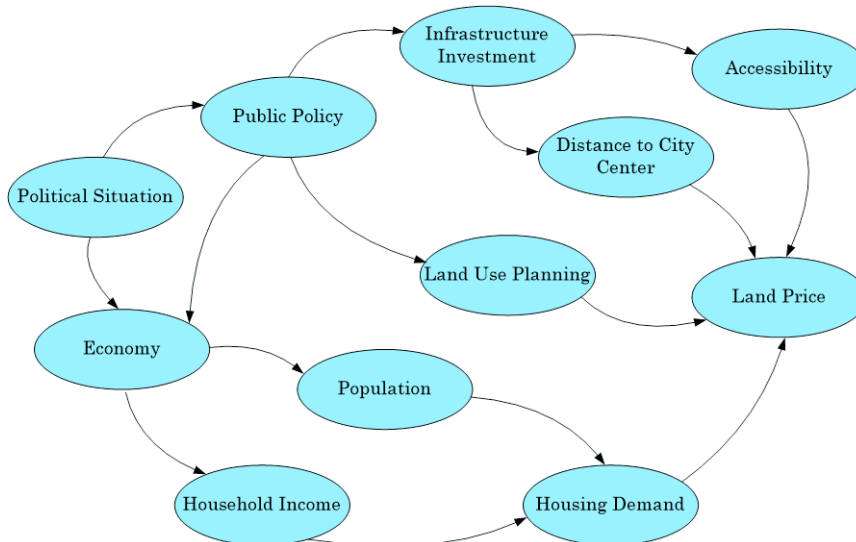 Infrastructure
Investment
Accessibility
Public Policy
Distance to City
Center
Political Situation
Land Use Planning
Land Price
Economy
Population
Household Income
Housing Demand